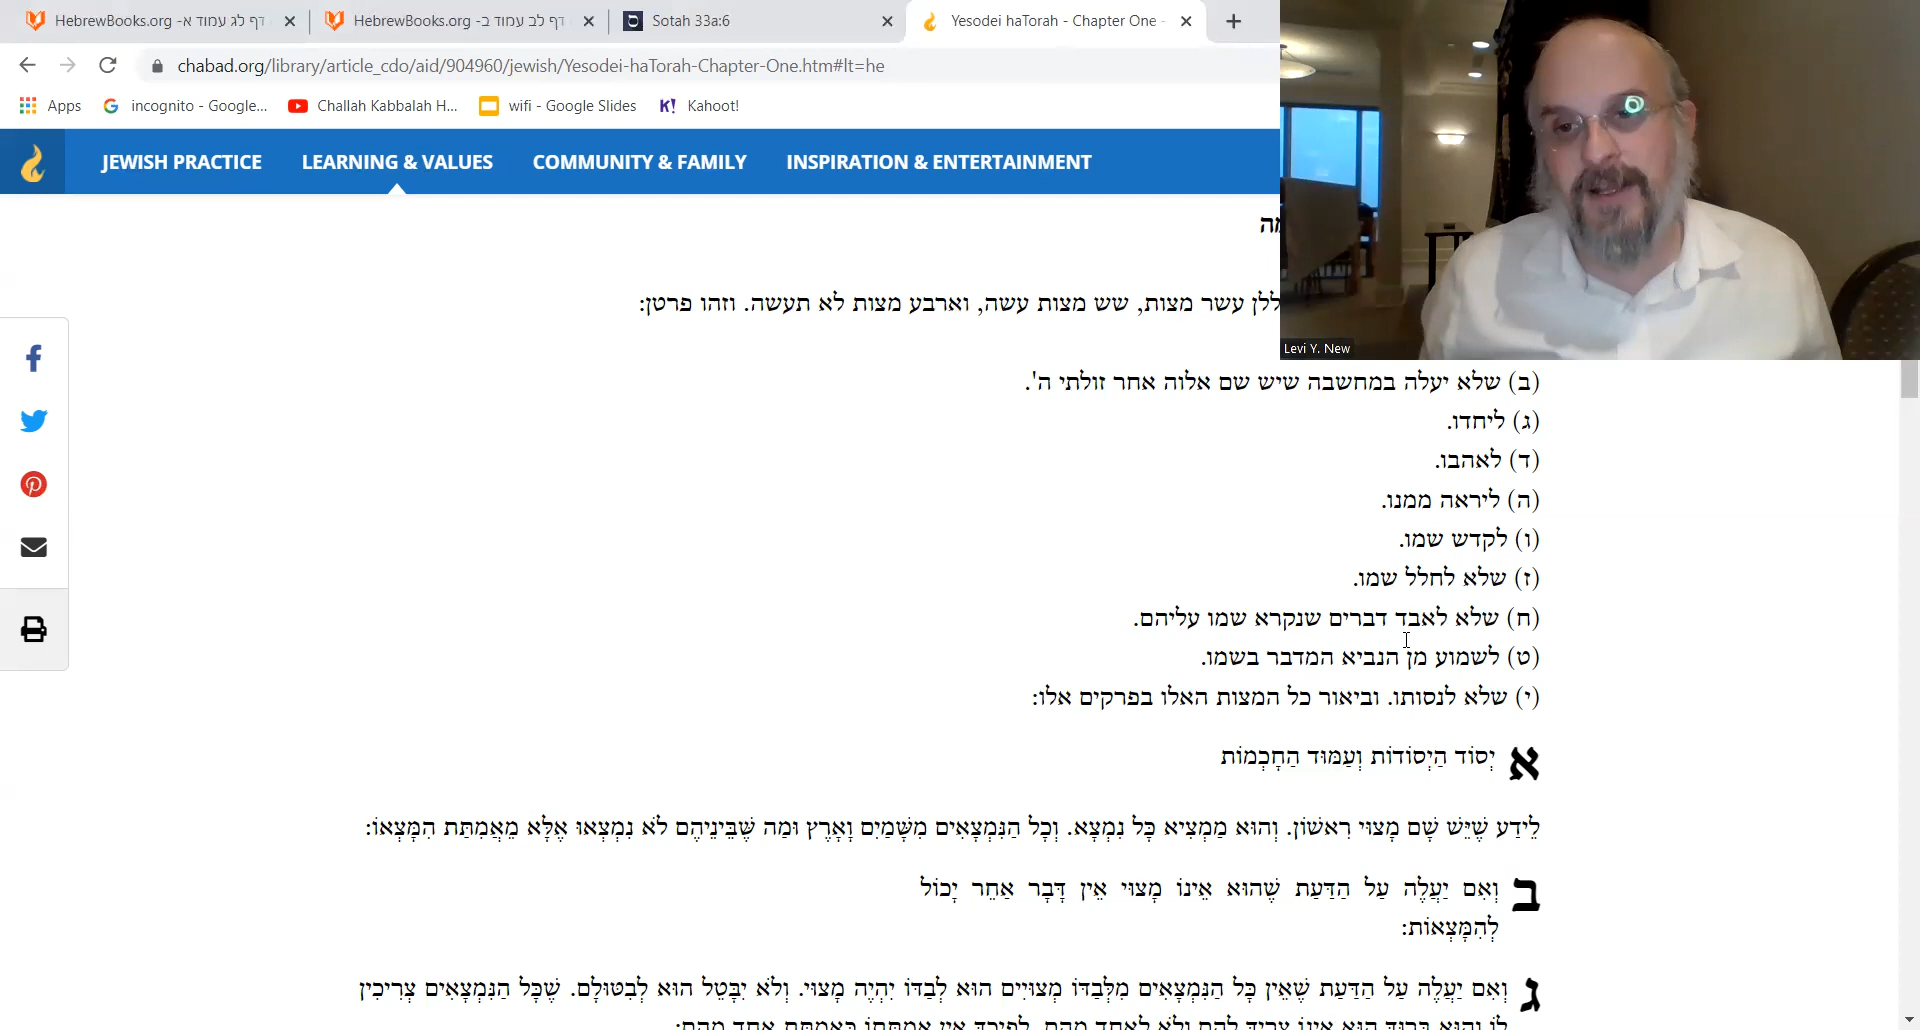 HebrewBooks.org -דף לג עמוד א
HebrewBooks.org -דף לב עמוד ב
Sotah 33a:6
Yesodei haTorah - Chapter One -
chabad.org/library/article_cdo/aid/904960/jewish/Yesodei-haTorah-Chapter-One.htm#lt=he
Apps
incognito - Google...
Challah Kabbalah H...
wifi - Google Slides
K! Kahoot!
JEWISH PRACTICE
LEARNING & VALUES
COMMUNITY & FAMILY
INSPIRATION & ENTERTAINMENT
Levi Y. New
עשר מצות, שש מצות עשה, וארבע מצות לא תעשה. וזהו פרטן:
(ב) שלא יעלה במחשבה שיש שם אלוה אחר זולתי ה'.
(ג) ליחדו.
(ד) לאהבו.
(ה) ליראה ממנו.
(ו) לקדש שמו.
(ז) שלא לחלל שמו.
(ח) שלא לאבד דברים שנקרא שמו עליהם.
(ט) לשמוע מן הנביא המדבר בשמו.
(י) שלא לנסותו. וביאור כל המצות האלו בפרקים אלו:
א יְסוֹד הַיְסוֹדוֹת וְעַמּוּד הַחָכְמוֹת
לֵידַע שֶׁיֵּשׁ שָׁם מָצוּי רִאשׁוֹן. וְהוּא מַמְצִיא כָּל נִמְצָא. וְכָל הַנִּמְצָאִים מִשָּׁמַיִם וָאָרֶץ וּמַה שֶּׁבֵּינֵיהֶם לֹא נִמְצְאוּ אֶלָּא מֵאֲמִתַּת הִמָּצְאוֹ:
ב וְאִם יַעֲלֶה עַל הַדַּעַת שֶׁהוּא אֵינוֹ מָצוּי אֵין דָּבָר אַחֵר יָכוֹל
לְהִמָּצְאוֹת:
ג וְאִם יַעֲלֶה עַל הַדַּעַת שֶׁאֵין כָּל הַנִּמְצָאִים מִלְּבַדּוֹ מְצוּיִים הוּא לְבַדּוֹ יִהְיֶה מָצוּי. וְלֹא יִבָּטֵל הוּא לְבִטּוּלָם. שֶׁכָּל הַנִּמְצָאִים צְרִיכִין